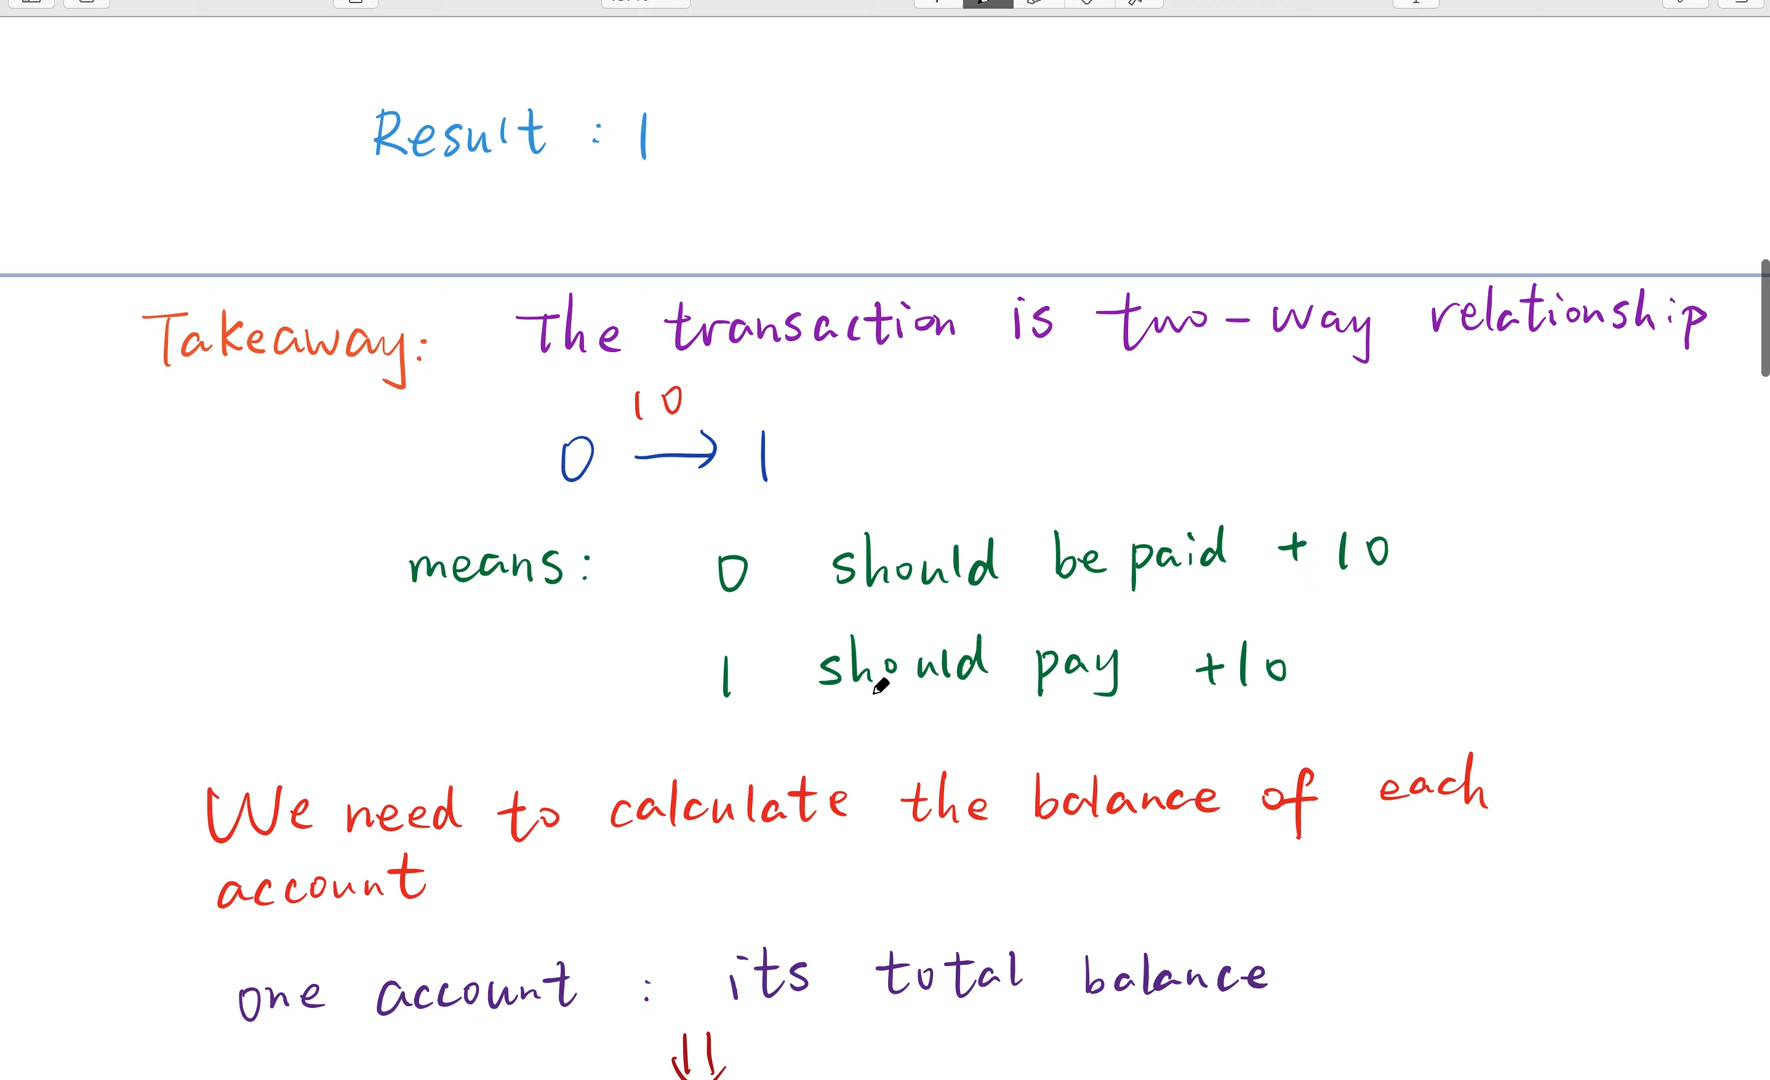 Result : 1
Takeaway: The transaction is two-way relationship
10
0 → 1
means: 0 should be paid +10
1 should pay +10
We need to calculate the balance of each
account
one account : its total balance